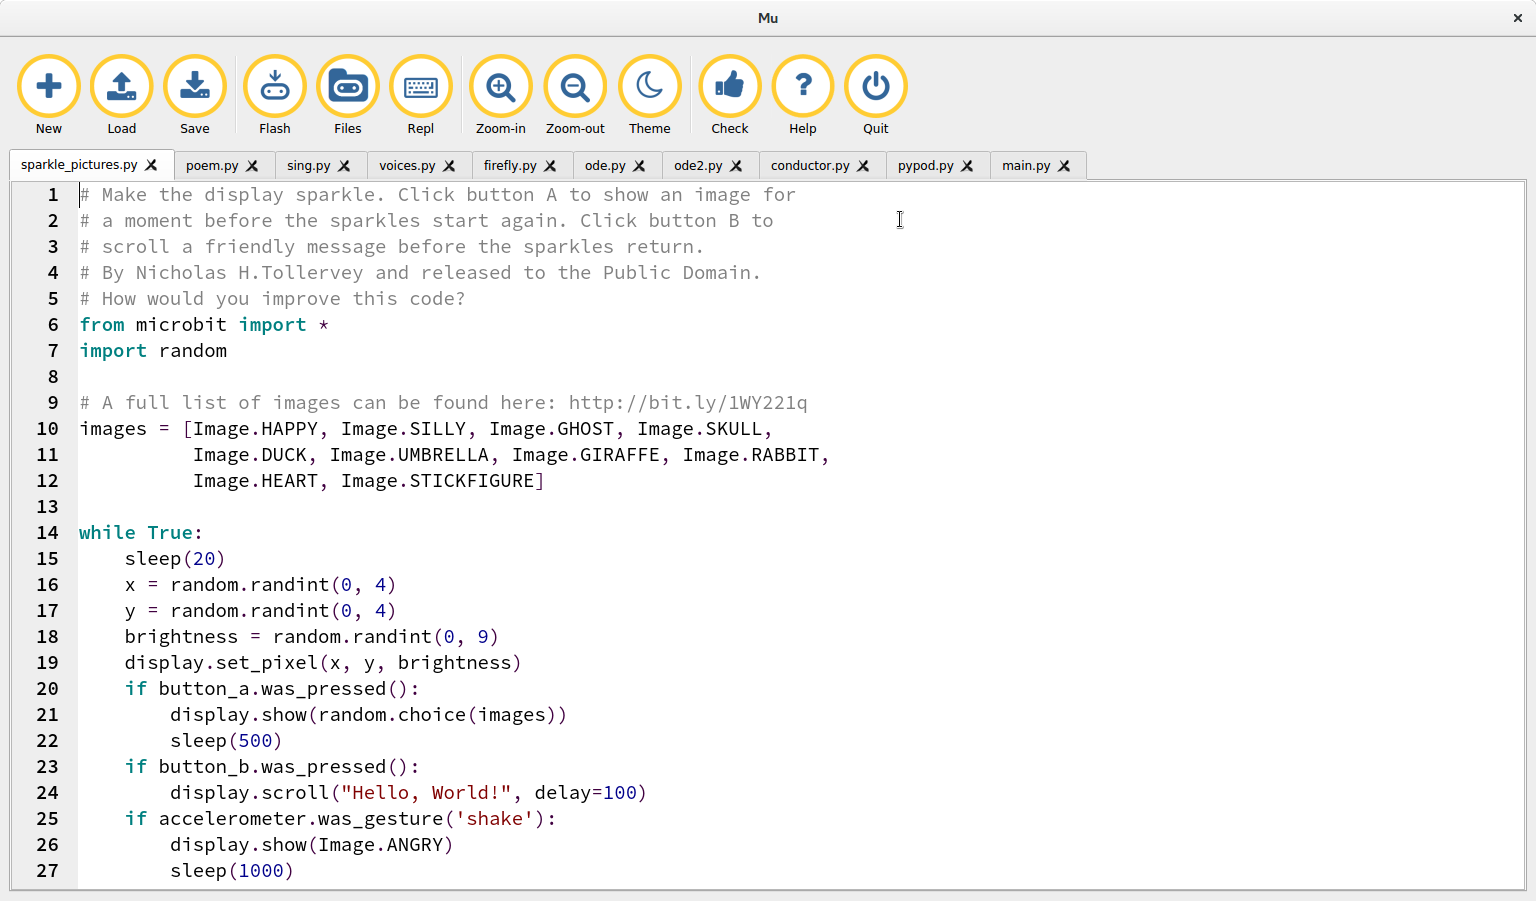 Mu
New Load Save Flash Files Repl Zoom-in Zoom-out Theme Check Help Quit
sparkle_pictures.py poem.py sing.py voices.py firefly.py ode.py ode2.py conductor.py pypod.py main.py
1 # Make the display sparkle. Click button A to show an image for
2 # a moment before the sparkles start again. Click button B to
3 # scroll a friendly message before the sparkles return.
4 # By Nicholas H.Tollervey and released to the Public Domain.
5 # How would you improve this code?
6 from microbit import *
7 import random
8
9 # A full list of images can be found here: http://bit.ly/1WY221q
10 images = [Image.HAPPY, Image.SILLY, Image.GHOST, Image.SKULL,
11           Image.DUCK, Image.UMBRELLA, Image.GIRAFFE, Image.RABBIT,
12           Image.HEART, Image.STICKFIGURE]
13
14 while True:
15     sleep(20)
16     x = random.randint(0, 4)
17     y = random.randint(0, 4)
18     brightness = random.randint(0, 9)
19     display.set_pixel(x, y, brightness)
20     if button_a.was_pressed():
21         display.show(random.choice(images))
22         sleep(500)
23     if button_b.was_pressed():
24         display.scroll("Hello, World!", delay=100)
25     if accelerometer.was_gesture('shake'):
26         display.show(Image.ANGRY)
27         sleep(1000)